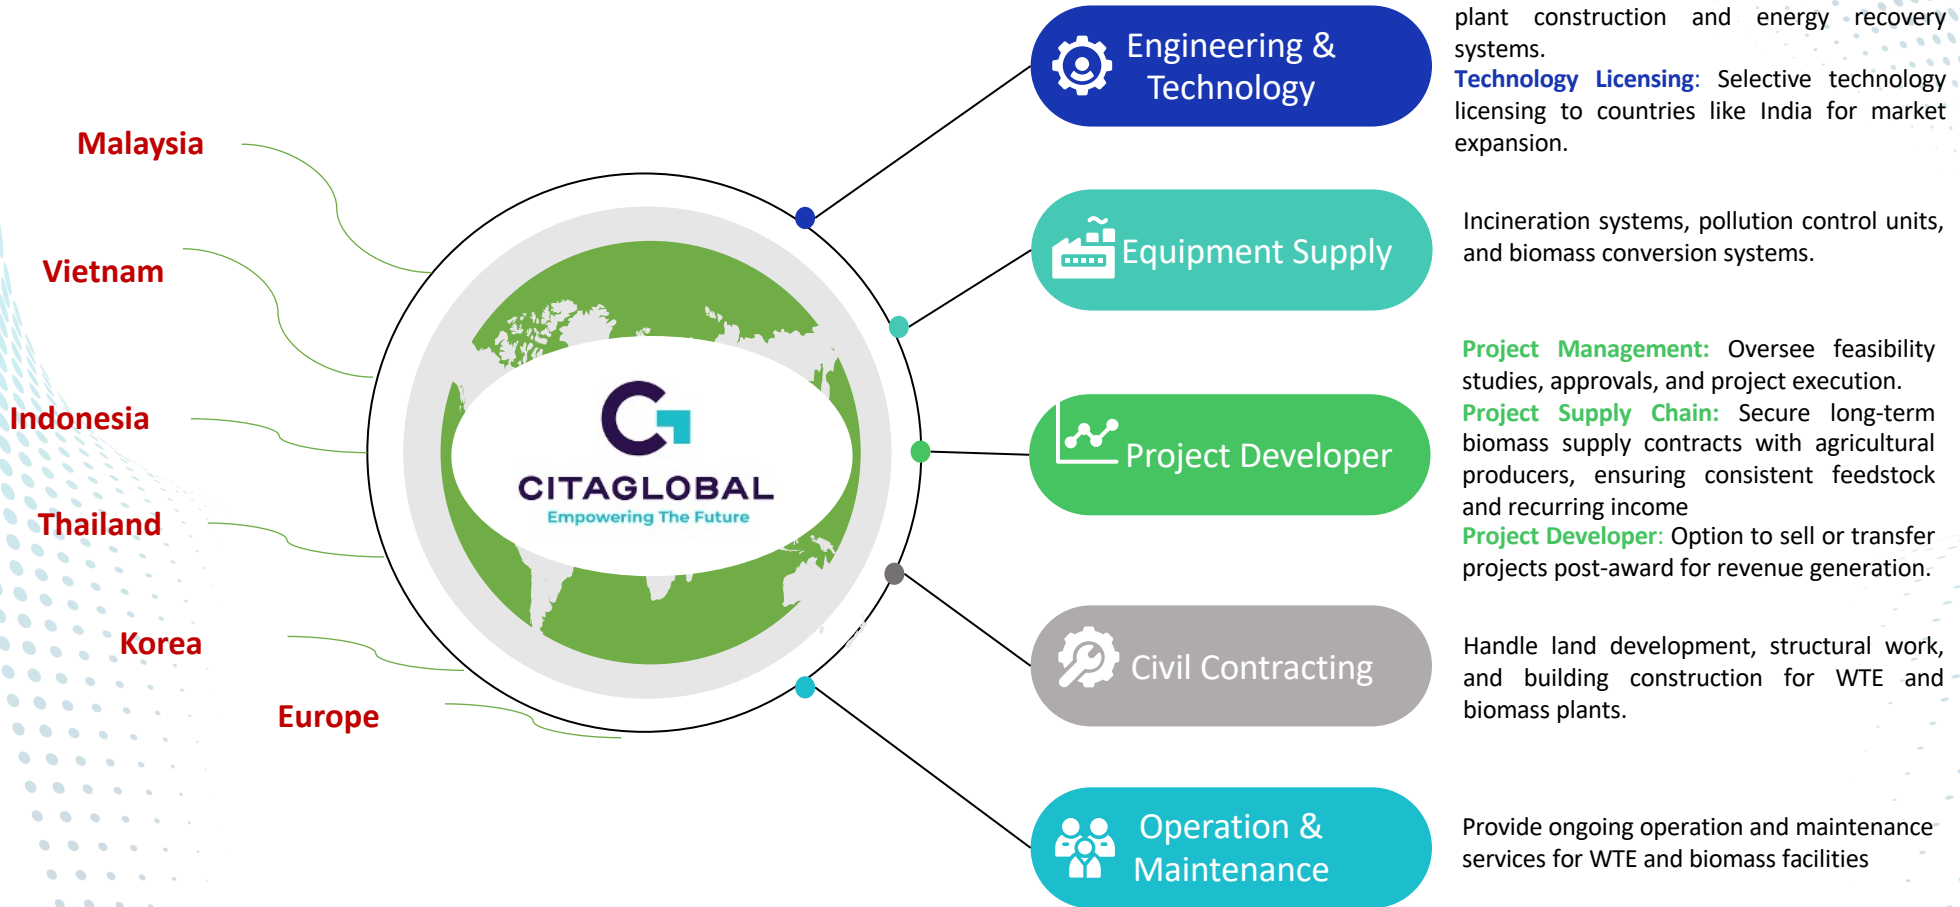 Malaysia
Vietnam
Indonesia
Thailand
Korea
Europe
CITAGLOBAL
Empowering The Future
Engineering &
Technology
plant construction and energy recovery
systems.
Technology Licensing: Selective technology
licensing to countries like India for market
expansion.
Equipment Supply
Incineration systems, pollution control units,
and biomass conversion systems.
Project Developer
Project Management: Oversee feasibility
studies, approvals, and project execution.
Project Supply Chain: Secure long-term
biomass supply contracts with agricultural
producers, ensuring consistent feedstock
and recurring income
Project Developer: Option to sell or transfer
projects post-award for revenue generation.
Civil Contracting
Handle land development, structural work,
and building construction for WTE and
biomass plants.
Operation &
Maintenance
Provide ongoing operation and maintenance
services for WTE and biomass facilities